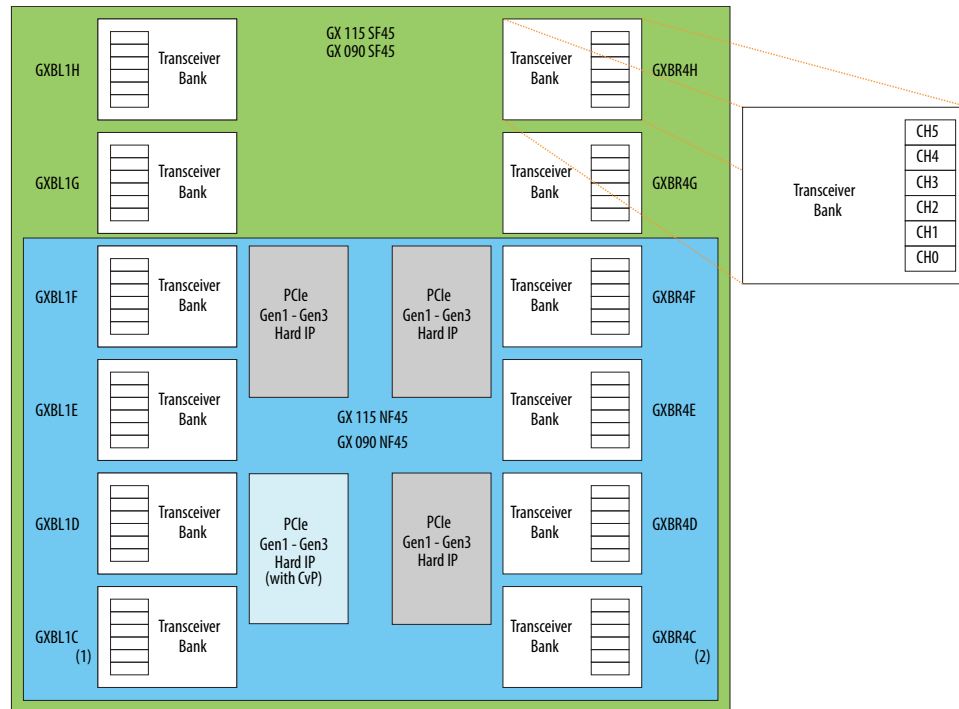 GX 115 SF45
GX 090 SF45
GXBL1H
Transceiver
Bank
Transceiver
Bank
GXBR4H
GXBL1G
Transceiver
Bank
Transceiver
Bank
GXBR4G
Transceiver
Bank
CH5
CH4
CH3
CH2
CH1
CH0
GXBL1F
Transceiver
Bank
PCIe
Gen1 - Gen3
Hard IP
PCIe
Gen1 - Gen3
Hard IP
Transceiver
Bank
GXBR4F
GXBL1E
Transceiver
Bank
GX 115 NF45
GX 090 NF45
Transceiver
Bank
GXBR4E
GXBL1D
Transceiver
Bank
PCIe
Gen1 - Gen3
Hard IP
(with CvP)
PCIe
Gen1 - Gen3
Hard IP
Transceiver
Bank
GXBR4D
GXBL1C
(1)
Transceiver
Bank
Transceiver
Bank
GXBR4C
(2)